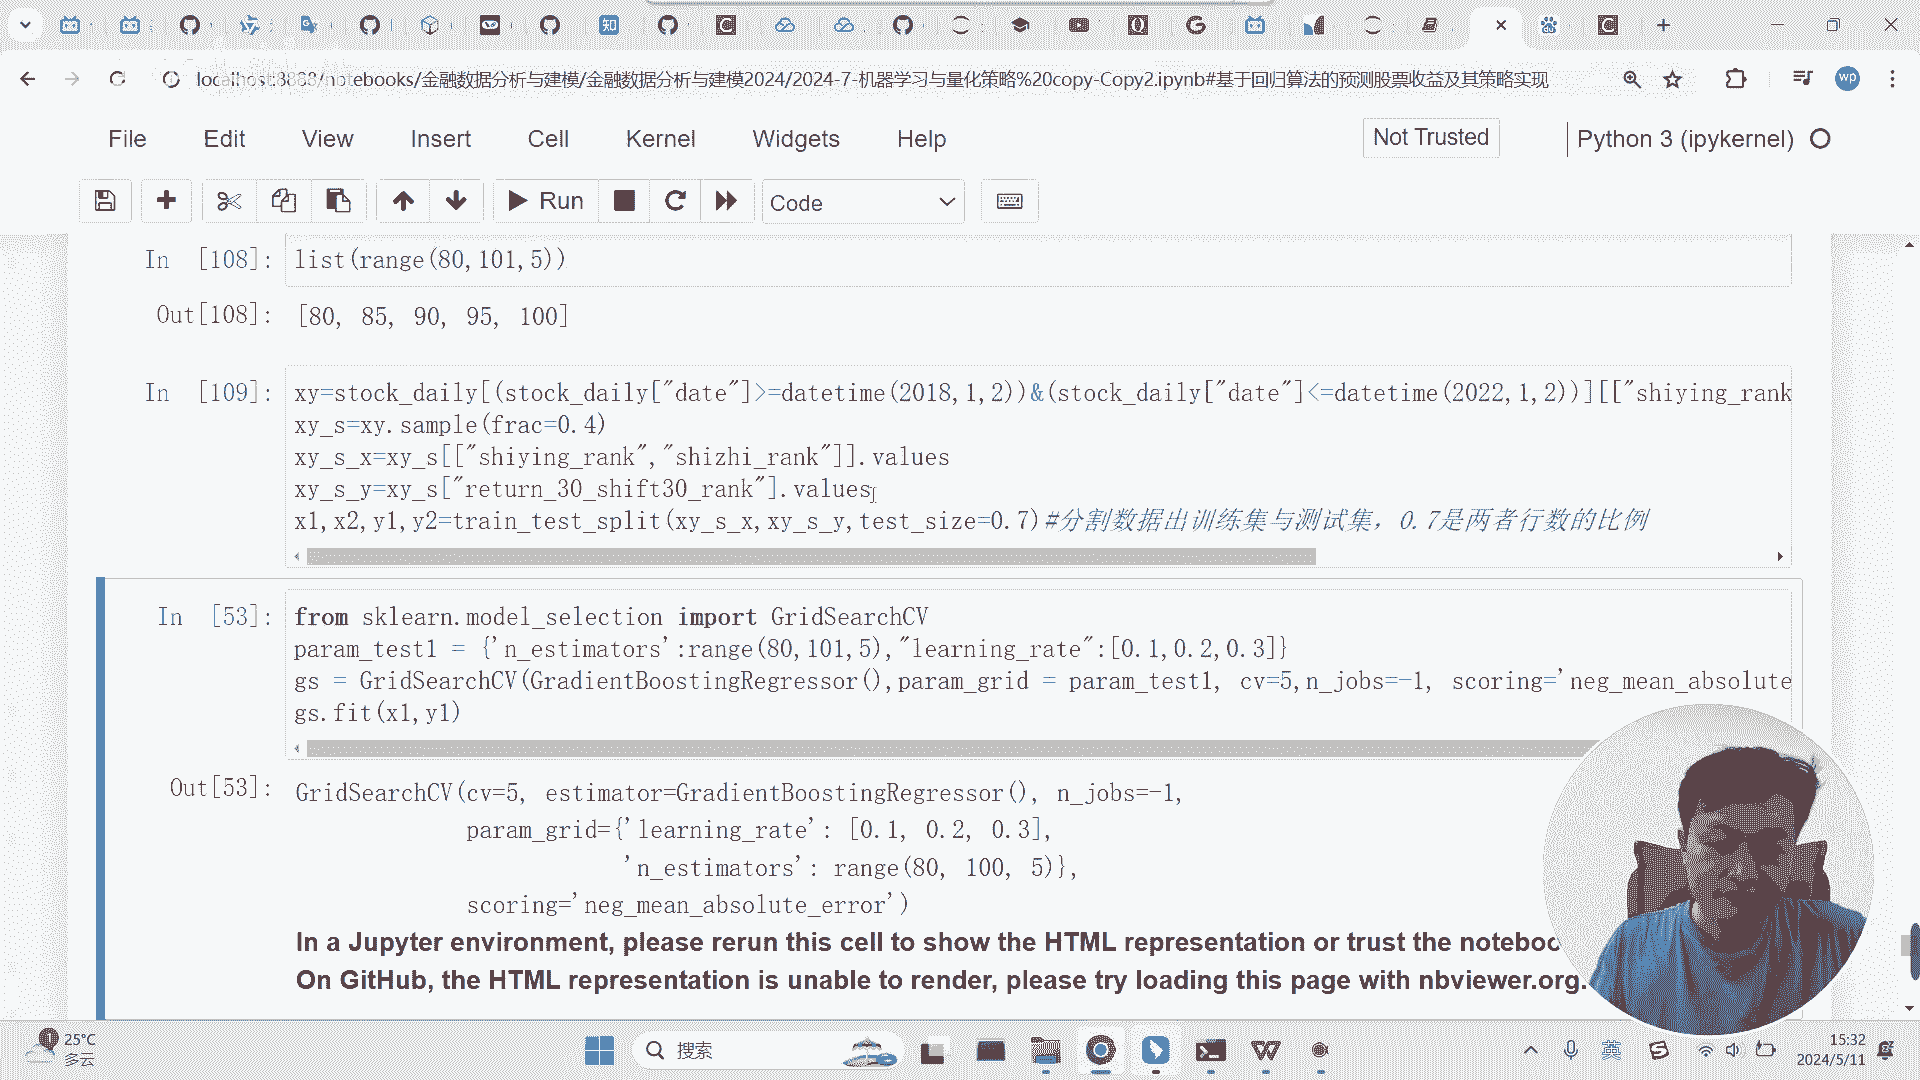 localhost:8888/notebooks/金融数据分析与建模/金融数据分析与建模2024/2024-7-机器学习与量化策略%20copy-Copy2.ipynb#基于回归算法的预测股票收益及其策略实现
wp
File Edit View Insert Cell Kernel Widgets Help
Not Trusted
Python 3 (ipykernel)
Run
Code
In [108]: list(range(80,101,5))
Out[108]: [80, 85, 90, 95, 100]
In [109]: xy=stock_daily[(stock_daily["date"]>=datetime(2018,1,2))&(stock_daily["date"]<=datetime(2022,1,2))][["shiying_rank
xy_s=xy.sample(frac=0.4)
xy_s_x=xy_s[["shiying_rank","shizhi_rank"]].values
xy_s_y=xy_s["return_30_shift30_rank"].values
x1,x2,y1,y2=train_test_split(xy_s_x,xy_s_y,test_size=0.7)#分割数据出训练集与测试集，0.7是两者行数的比例
In [53]: from sklearn.model_selection import GridSearchCV
param_test1 = {'n_estimators':range(80,101,5),"learning_rate":[0.1,0.2,0.3]}
gs = GridSearchCV(GradientBoostingRegressor(),param_grid = param_test1, cv=5,n_jobs=-1, scoring='neg_mean_absolute
gs.fit(x1,y1)
Out[53]: GridSearchCV(cv=5, estimator=GradientBoostingRegressor(), n_jobs=-1,
param_grid={'learning_rate': [0.1, 0.2, 0.3],
'n_estimators': range(80, 100, 5)},
scoring='neg_mean_absolute_error')
In a Jupyter environment, please rerun this cell to show the HTML representation or trust the noteboo
On GitHub, the HTML representation is unable to render, please try loading this page with nbviewer.org.
25°C
多云
搜索
英
15:32
2024/5/11